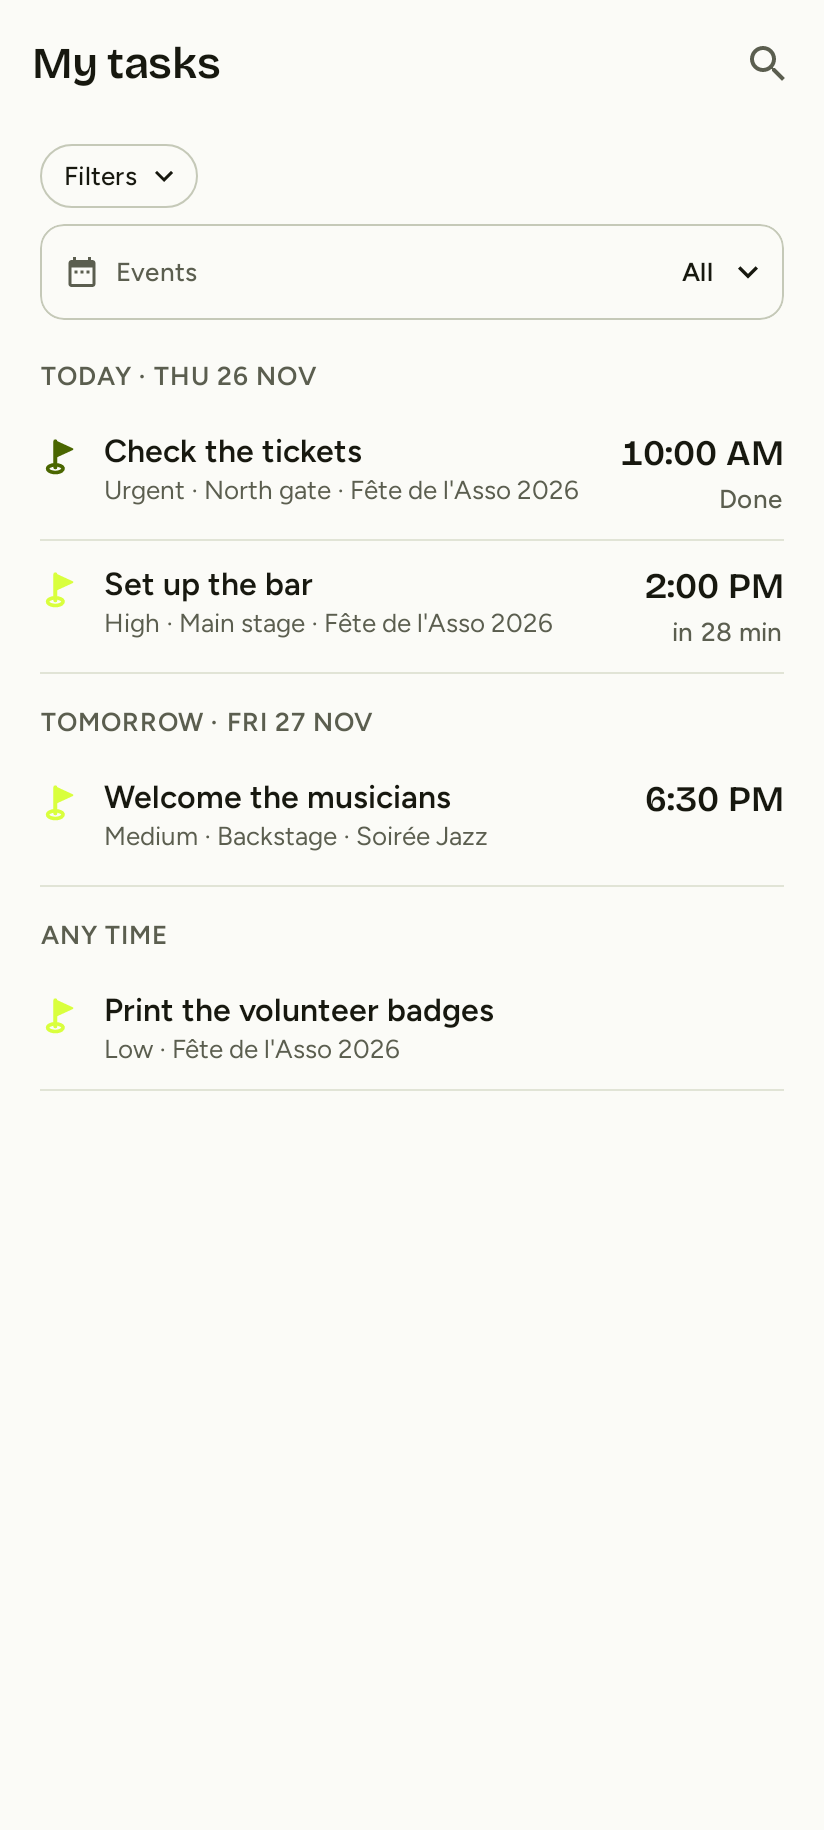 My tasks
Filters
Events All
TODAY · THU 26 NOV
Check the tickets 10:00 AM
Urgent · North gate · Fête de l'Asso 2026 Done
Set up the bar 2:00 PM
High · Main stage · Fête de l'Asso 2026 in 28 min
TOMORROW · FRI 27 NOV
Welcome the musicians 6:30 PM
Medium · Backstage · Soirée Jazz
ANY TIME
Print the volunteer badges
Low · Fête de l'Asso 2026